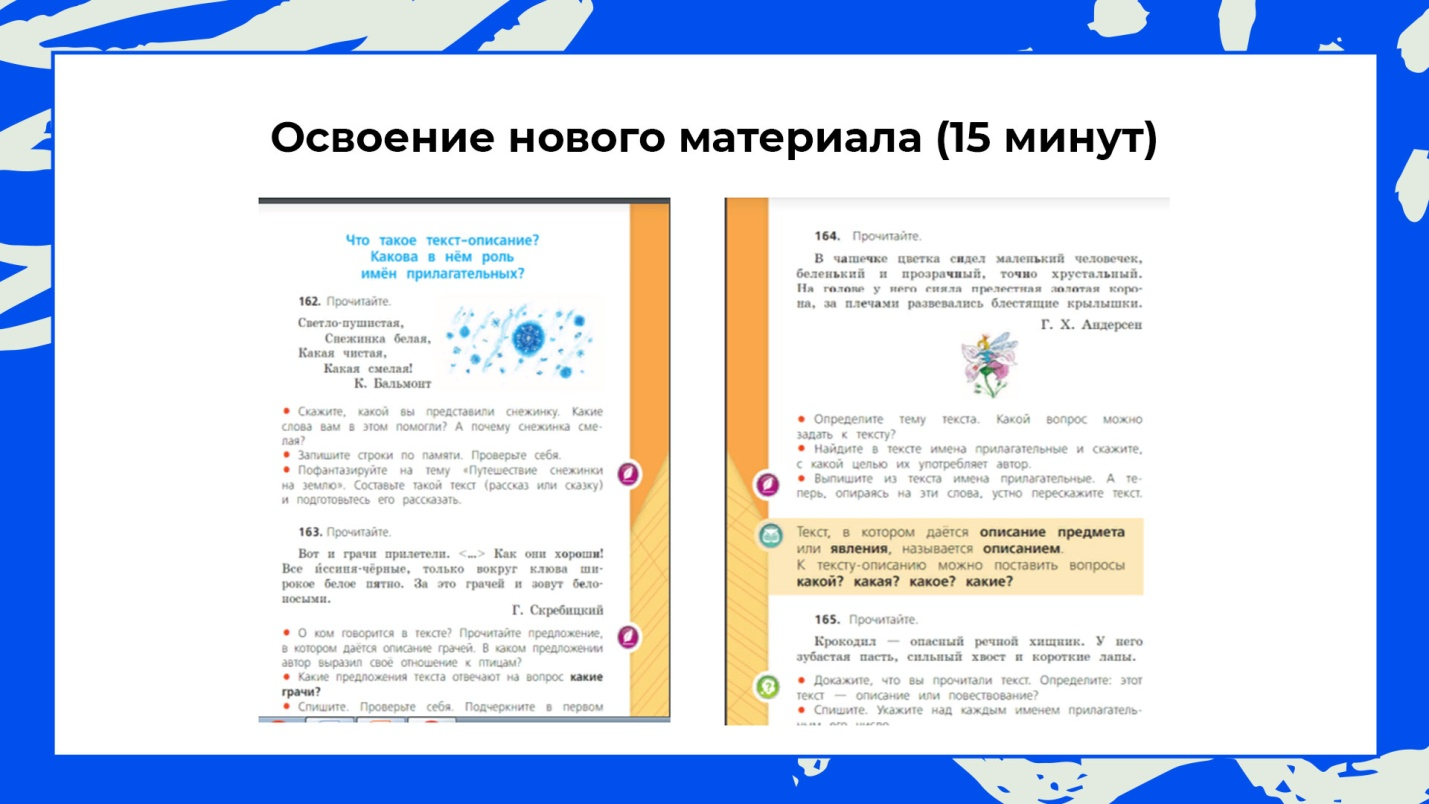 Освоение нового материала (15 минут)
Что такое текст-описание?
Какова в нём роль
имён прилагательных?
162. Прочитайте.
Светло-пушистая,
Снежинка белая,
Какая чистая,
Какая смелая!
К. Бальмонт
• Скажите, какой вы представили снежинку. Какие
слова вам в этом помогли? А почему снежинка сме-
лая?
• Запишите строки по памяти. Проверьте себя.
• Пофантазируйте на тему «Путешествие снежинки
на землю». Составьте такой текст (рассказ или сказку)
и подготовьтесь его рассказать.
163. Прочитайте.
Вот и грачи прилетели. <...> Как они хороши!
Все и́ссиня-чёрные, только вокруг клюва ши-
рокое белое пятно. За это грачей и зовут бело-
носыми.
Г. Скребицкий
• О ком говорится в тексте? Прочитайте предложение,
в котором даётся описание грачей. В каком предложении
автор выразил своё отношение к птицам?
• Какие предложения текста отвечают на вопрос какие
грачи?
• Спишите. Проверьте себя. Подчеркните в первом
164. Прочитайте.
В чашечке цветка сидел маленький человечек,
беленький и прозрачный, точно хрустальный.
На голове у него сияла прелестная золотая коро-
на, за плечами развевались блестящие крылышки.
Г. Х. Андерсен
• Определите тему текста. Какой вопрос можно
задать к тексту?
• Найдите в тексте имена прилагательные и скажите,
с какой целью их употребляет автор.
• Выпишите из текста имена прилагательные. А те-
перь, опираясь на эти слова, устно перескажите текст.
Текст, в котором даётся описание предмета
или явления, называется описанием.
К тексту-описанию можно поставить вопросы
какой? какая? какое? какие?
165. Прочитайте.
Крокодил — опасный речной хищник. У него
зубастая пасть, сильный хвост и короткие лапы.
• Докажите, что вы прочитали текст. Определите: этот
текст — описание или повествование?
• Спишите. Укажите над каждым именем прилагатель-